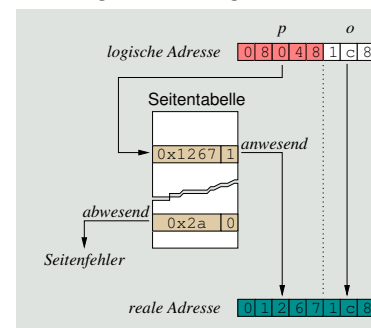 p o
logische Adresse 0 8 0 4 8 1 c 8
Seitentabelle
0x1267 1 anwesend
abwesend
0x2a 0
Seitenfehler
reale Adresse 0 1 2 6 7 1 c 8